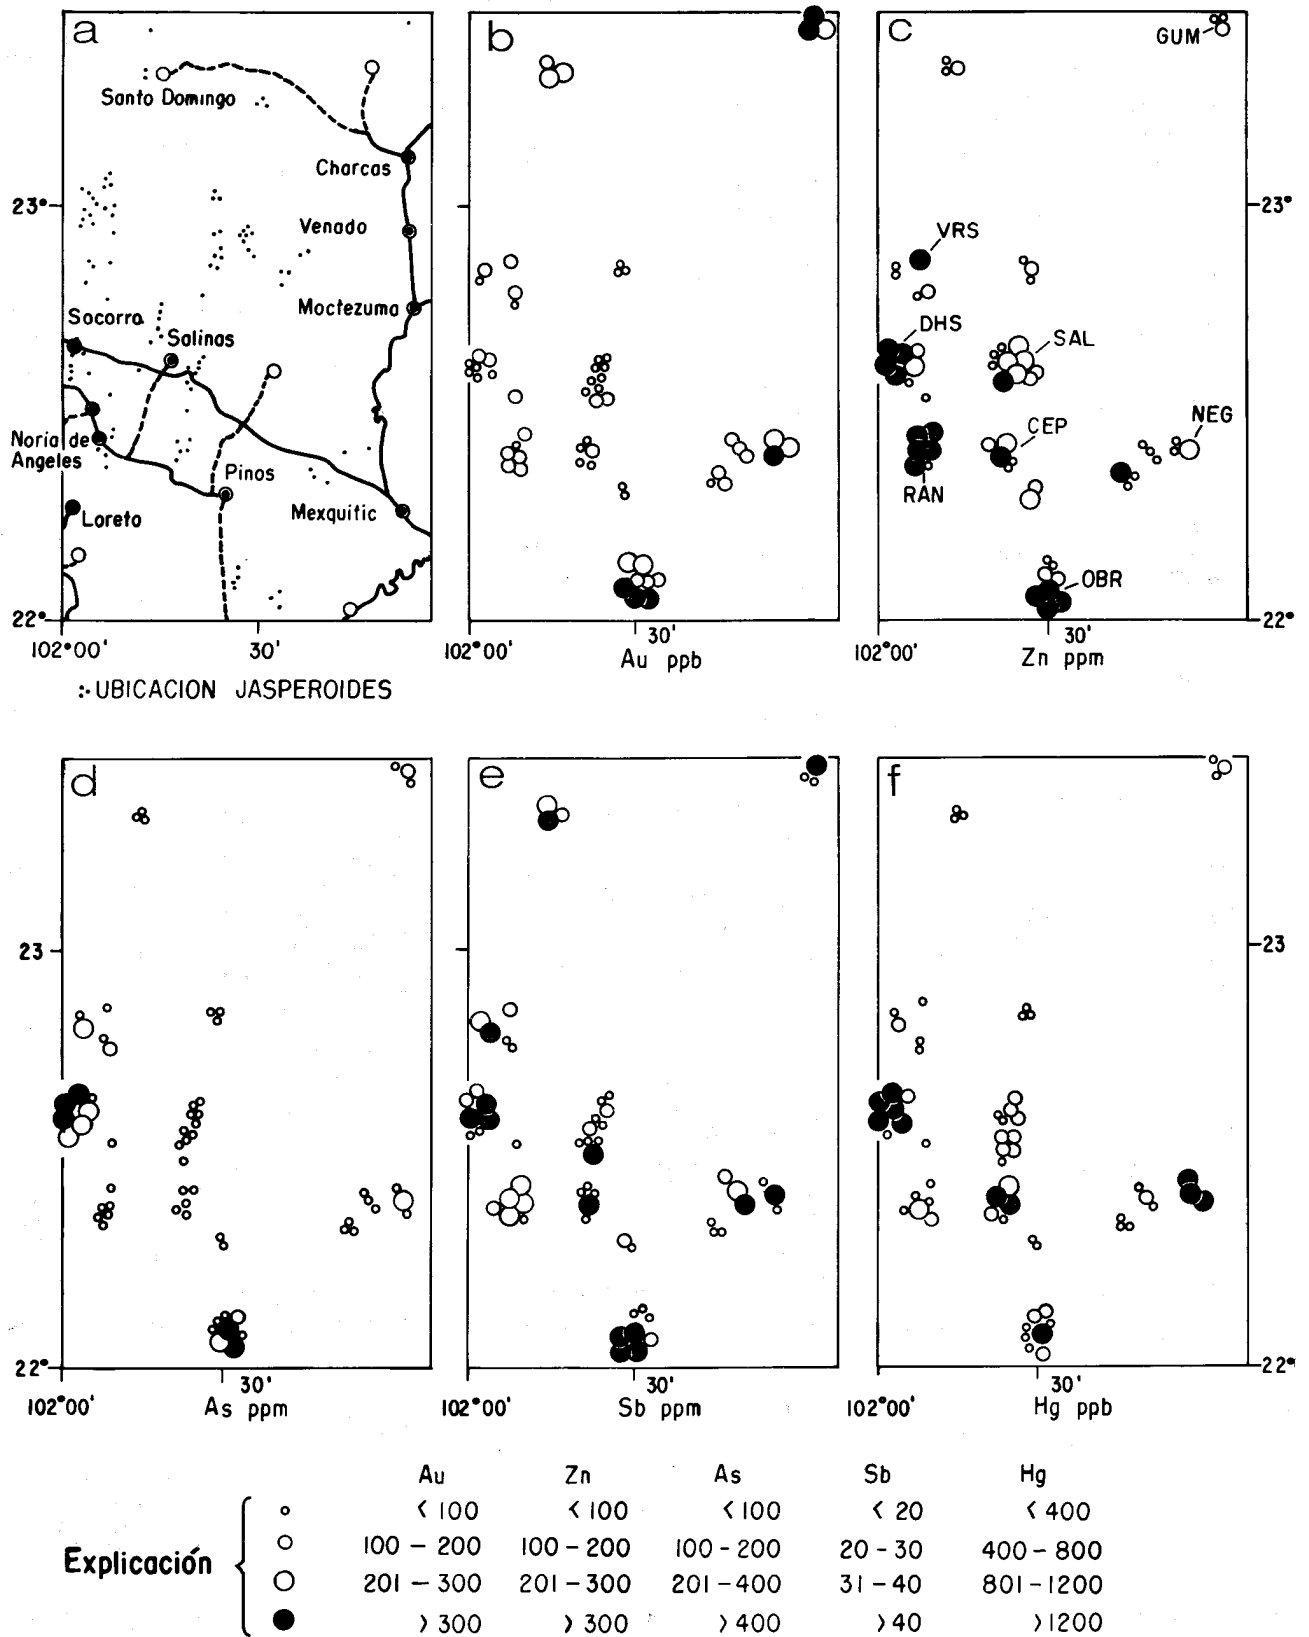 a
Santo Domingo
Charcas
23°
Venado
Moctezuma
Socorro
Salinas
Noria de
Angeles
Pinos
Loreto
Mexquitic
22°
102°00'
30'
:· UBICACION JASPEROIDES
b
102°00'
30'
Au ppb
c
GUM
23°
VRS
DHS
SAL
NEG
CEP
RAN
OBR
22°
102°00'
30'
Zn ppm
d
23
22°
102°00'
30'
As ppm
e
102°00'
30'
Sb ppm
f
23
22°
102°00'
30'
Hg ppb
Au Zn As Sb Hg
Explicación
< 100 < 100 < 100 < 20 < 400
100 - 200 100 - 200 100 - 200 20 - 30 400 - 800
201 - 300 201 - 300 201 - 400 31 - 40 801 - 1200
> 300 > 300 > 400 > 40 > 1200